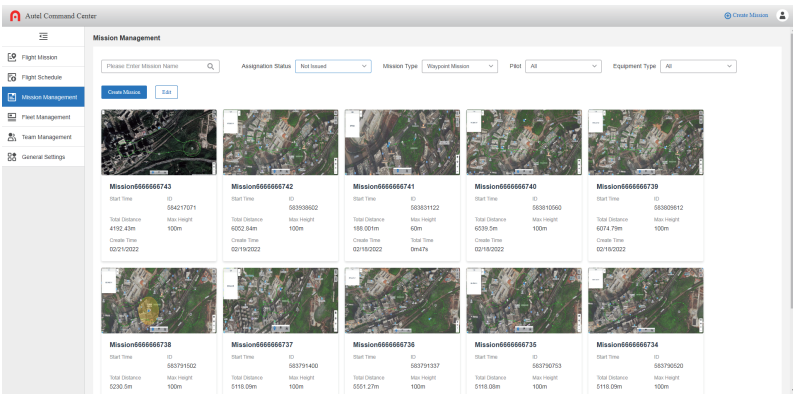 Autel Command Center
Create Mission
Mission Management
Flight Mission
Flight Schedule
Mission Management
Fleet Management
Team Management
General Settings
Please Enter Mission Name
Assignation Status Not Issued
Mission Type Waypoint Mission
Pilot All
Equipment Type All
Create Mission Edit
Mission6666666743
Start Time ID
584217071
Total Distance Max Height
4192.43m 100m
Create Time
02/21/2022
Mission6666666742
Start Time ID
583938602
Total Distance Max Height
6052.84m 100m
Create Time
02/19/2022
Mission6666666741
Start Time ID
583831122
Total Distance Max Height
188.001m 60m
Create Time Total Time
02/18/2022 0m47s
Mission6666666740
Start Time ID
583810560
Total Distance Max Height
6539.5m 100m
Create Time
02/18/2022
Mission6666666739
Start Time ID
583809812
Total Distance Max Height
6074.79m 100m
Create Time
02/18/2022
Mission6666666738
Start Time ID
583791502
Total Distance Max Height
5230.5m 100m
Mission6666666737
Start Time ID
583791400
Total Distance Max Height
5118.09m 100m
Mission6666666736
Start Time ID
583791337
Total Distance Max Height
5551.27m 100m
Mission6666666735
Start Time ID
583790753
Total Distance Max Height
5118.08m 100m
Mission6666666734
Start Time ID
583790520
Total Distance Max Height
5118.09m 100m